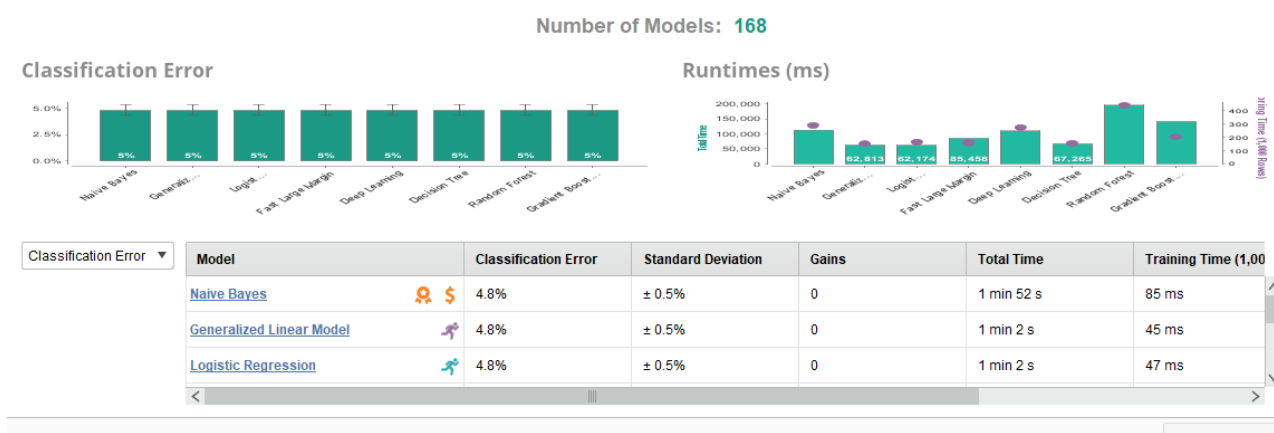 Number of Models: 168
Classification Error
5.0%
2.5%
0.0%
5% 5% 5% 5% 5% 5% 5% 5%
Naive Bayes
Generaliz...
Logist...
Fast Large Margin
Deep Learning
Decision Tree
Random Forest
Gradient Boost...
Runtimes (ms)
Total Time
200,000
150,000
100,000
50,000
0
62,813 62,174 85,458 67,265
400
300
200
100
0
oring Time (1,000 Rows)
Naive Bayes
Generaliz...
Logist...
Fast Large Margin
Deep Learning
Decision Tree
Random Forest
Gradient Boost...
Classification Error
Model Classification Error Standard Deviation Gains Total Time Training Time (1,00
Naive Bayes $ 4.8% ± 0.5% 0 1 min 52 s 85 ms
Generalized Linear Model 4.8% ± 0.5% 0 1 min 2 s 45 ms
Logistic Regression 4.8% ± 0.5% 0 1 min 2 s 47 ms